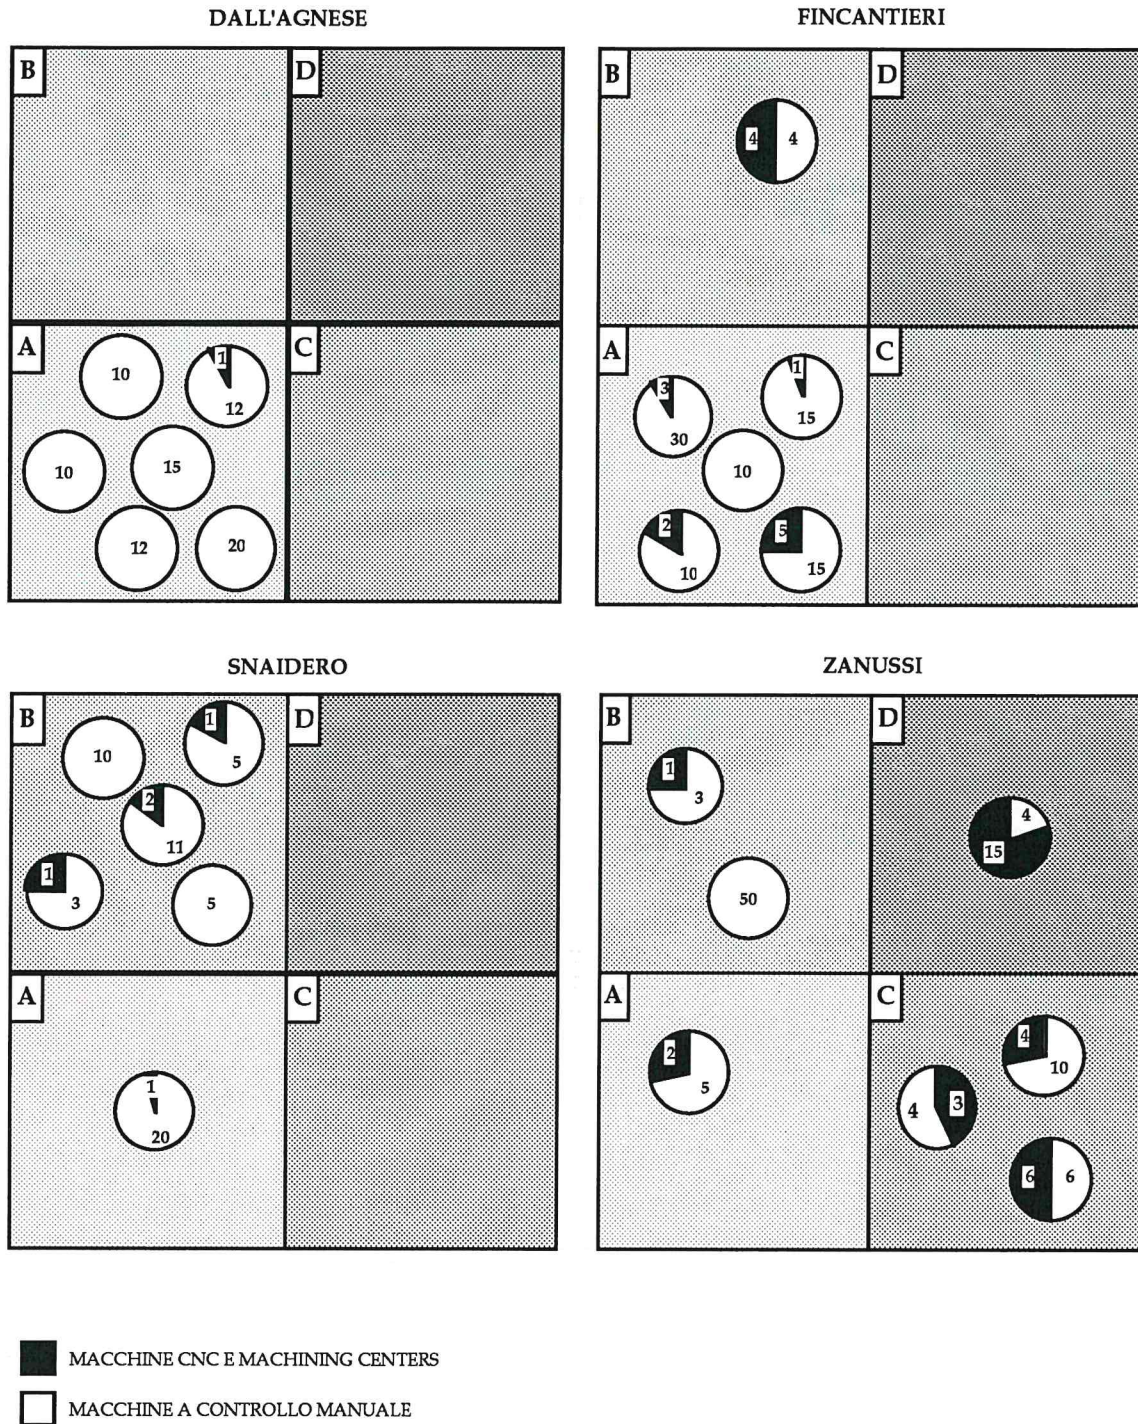 DALL'AGNESE
FINCANTIERI
B
D
B
D
4
4
A
C
A
C
10
1
12
10
15
12
20
3
30
1
15
10
2
10
5
15
SNAIDERO
ZANUSSI
B
D
B
D
10
1
5
2
11
1
3
5
1
3
50
4
15
A
C
A
C
1
20
2
5
4
10
4
3
6
6
MACCHINE CNC E MACHINING CENTERS
MACCHINE A CONTROLLO MANUALE